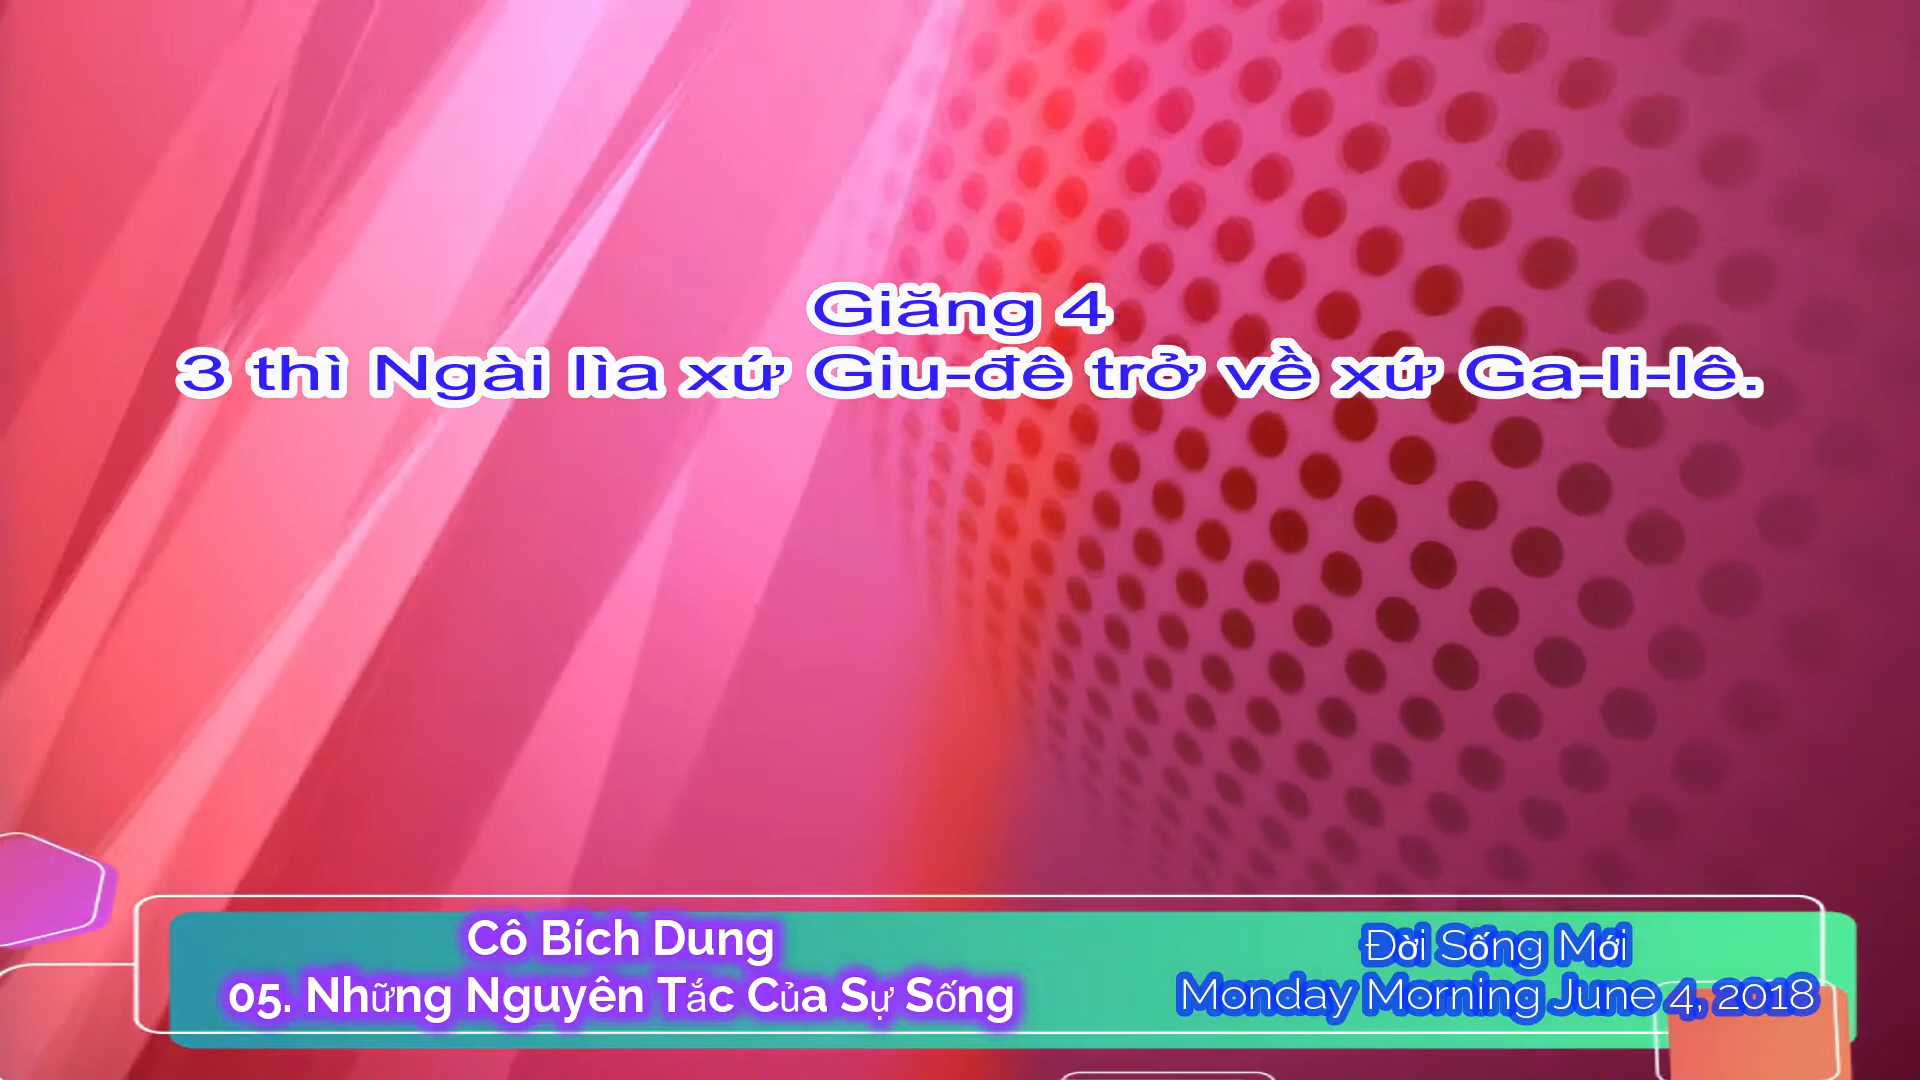 Giăng 4
3 thì Ngài lìa xứ Giu-đê trở về xứ Ga-li-lê.
Cô Bích Dung
05. Những Nguyên Tắc Của Sự Sống
Đời Sống Mới
Monday Morning June 4, 2018